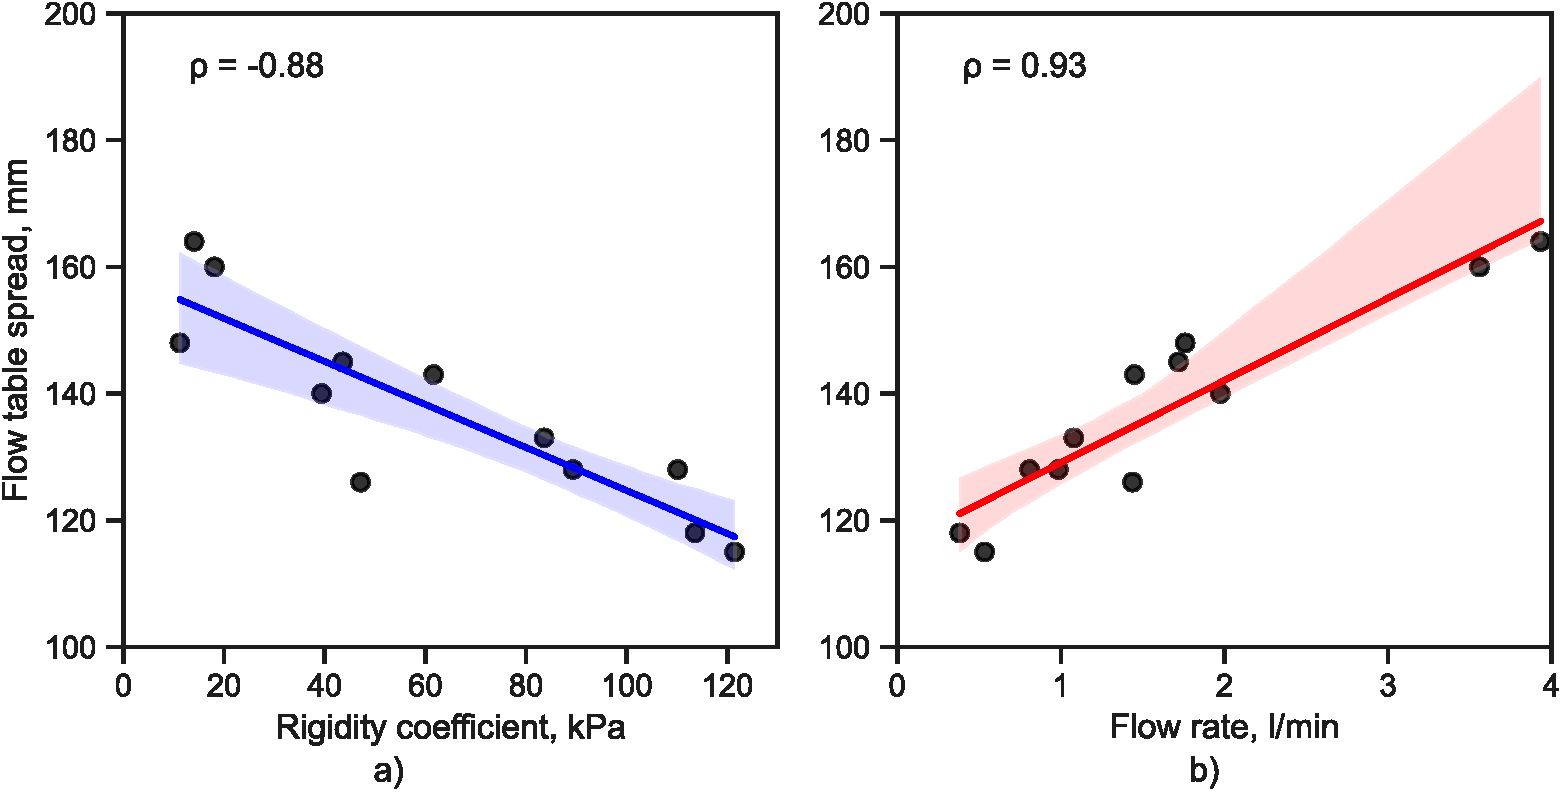 200
180
160
140
120
100
Flow table spread, mm
ρ = -0.88
0 20 40 60 80 100 120
Rigidity coefficient, kPa
a)
200
180
160
140
120
100
ρ = 0.93
0 1 2 3 4
Flow rate, l/min
b)